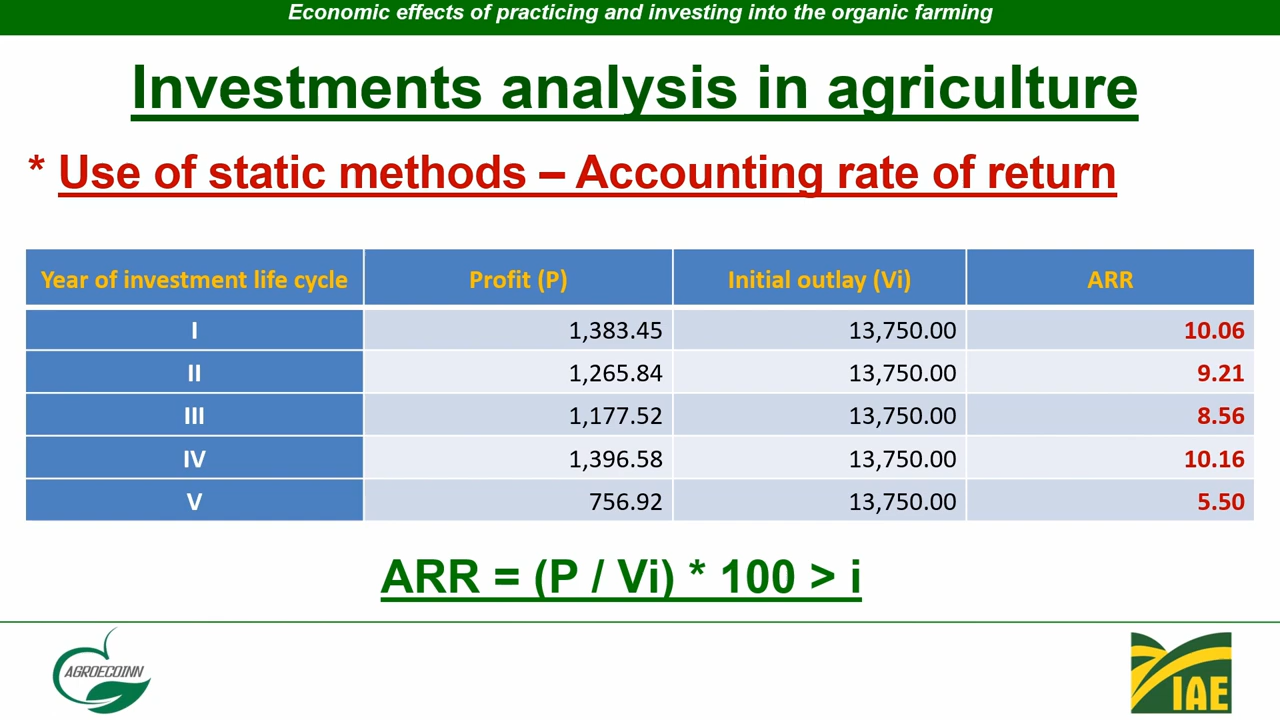 Economic effects of practicing and investing into the organic farming
Investments analysis in agriculture
* Use of static methods – Accounting rate of return
Year of investment life cycle Profit (P) Initial outlay (Vi) ARR
I 1,383.45 13,750.00 10.06
II 1,265.84 13,750.00 9.21
III 1,177.52 13,750.00 8.56
IV 1,396.58 13,750.00 10.16
V 756.92 13,750.00 5.50
ARR = (P / Vi) * 100 > i
AGROECOINN
IAE